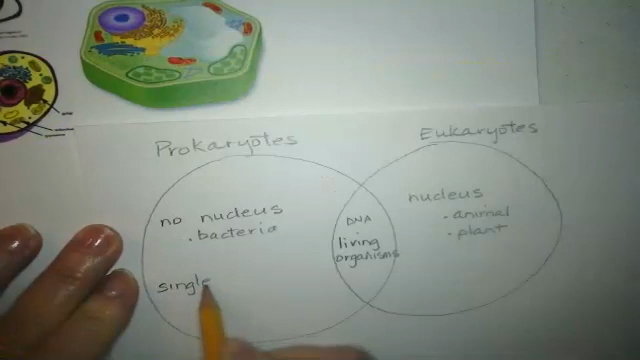 Prokaryotes
Eukaryotes
no nucleus
. bacteria
single
DNA
living
organisms
nucleus
. animal
. plant